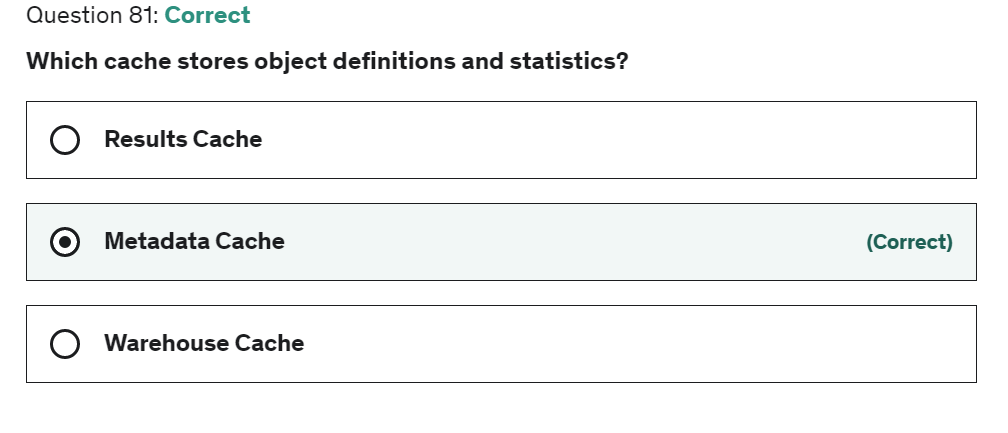 Question 81: Correct
Which cache stores object definitions and statistics?
Results Cache
Metadata Cache (Correct)
Warehouse Cache